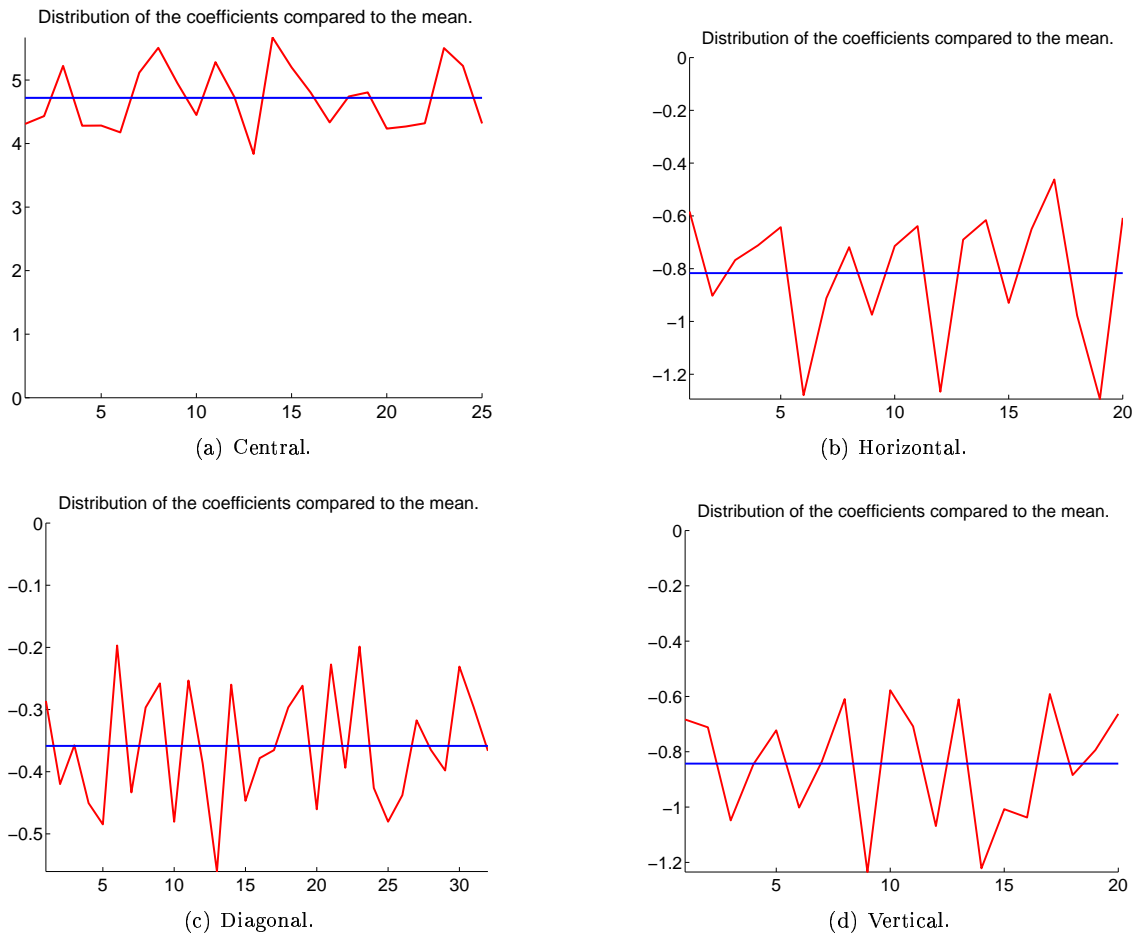 Distribution of the coefficients compared to the mean.
5
4
3
2
1
0
5 10 15 20 25
(a) Central.
Distribution of the coefficients compared to the mean.
0
−0.2
−0.4
−0.6
−0.8
−1
−1.2
5 10 15 20
(b) Horizontal.
Distribution of the coefficients compared to the mean.
0
−0.1
−0.2
−0.3
−0.4
−0.5
5 10 15 20 25 30
(c) Diagonal.
Distribution of the coefficients compared to the mean.
0
−0.2
−0.4
−0.6
−0.8
−1
−1.2
5 10 15 20
(d) Vertical.